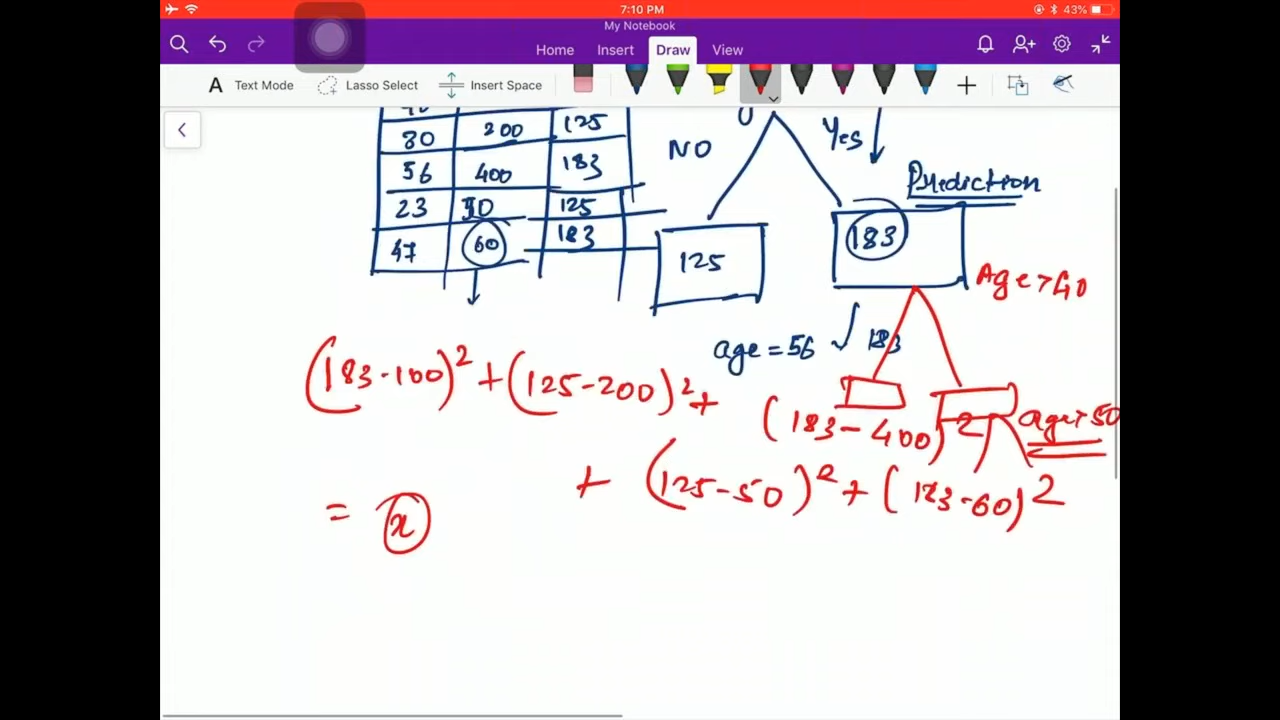 7:10 PM
43%
My Notebook
Home Insert Draw View
A Text Mode Lasso Select Insert Space
80 200 125
56 400 183
23 50 125
47 60 183
NO
Yes
Prediction
125
183
Age > 40
age = 56 √ 183
(183-100)² + (125-200)² +
(183-400)²
age > 50
+ (125-50)² + (183-60)²
= x